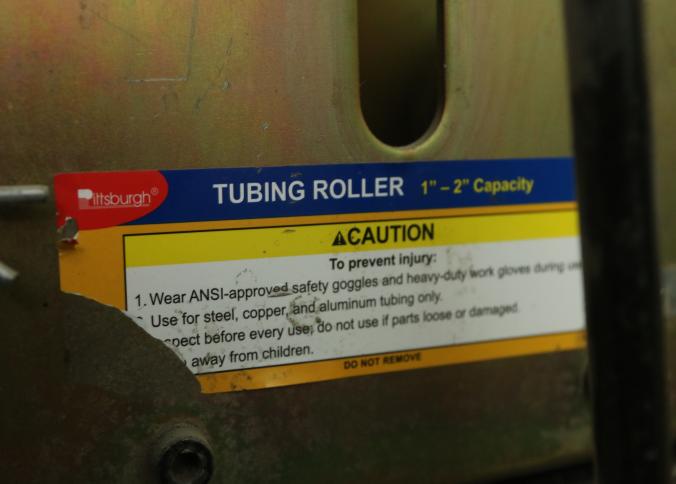 Pittsburgh®
TUBING ROLLER 1” – 2” Capacity
⚠CAUTION
To prevent injury:
1. Wear ANSI-approved safety goggles and heavy-duty work gloves during
Use for steel, copper, and aluminum tubing only.
before every use; do not use if parts loose or damaged.
away from children.
DO NOT REMOVE